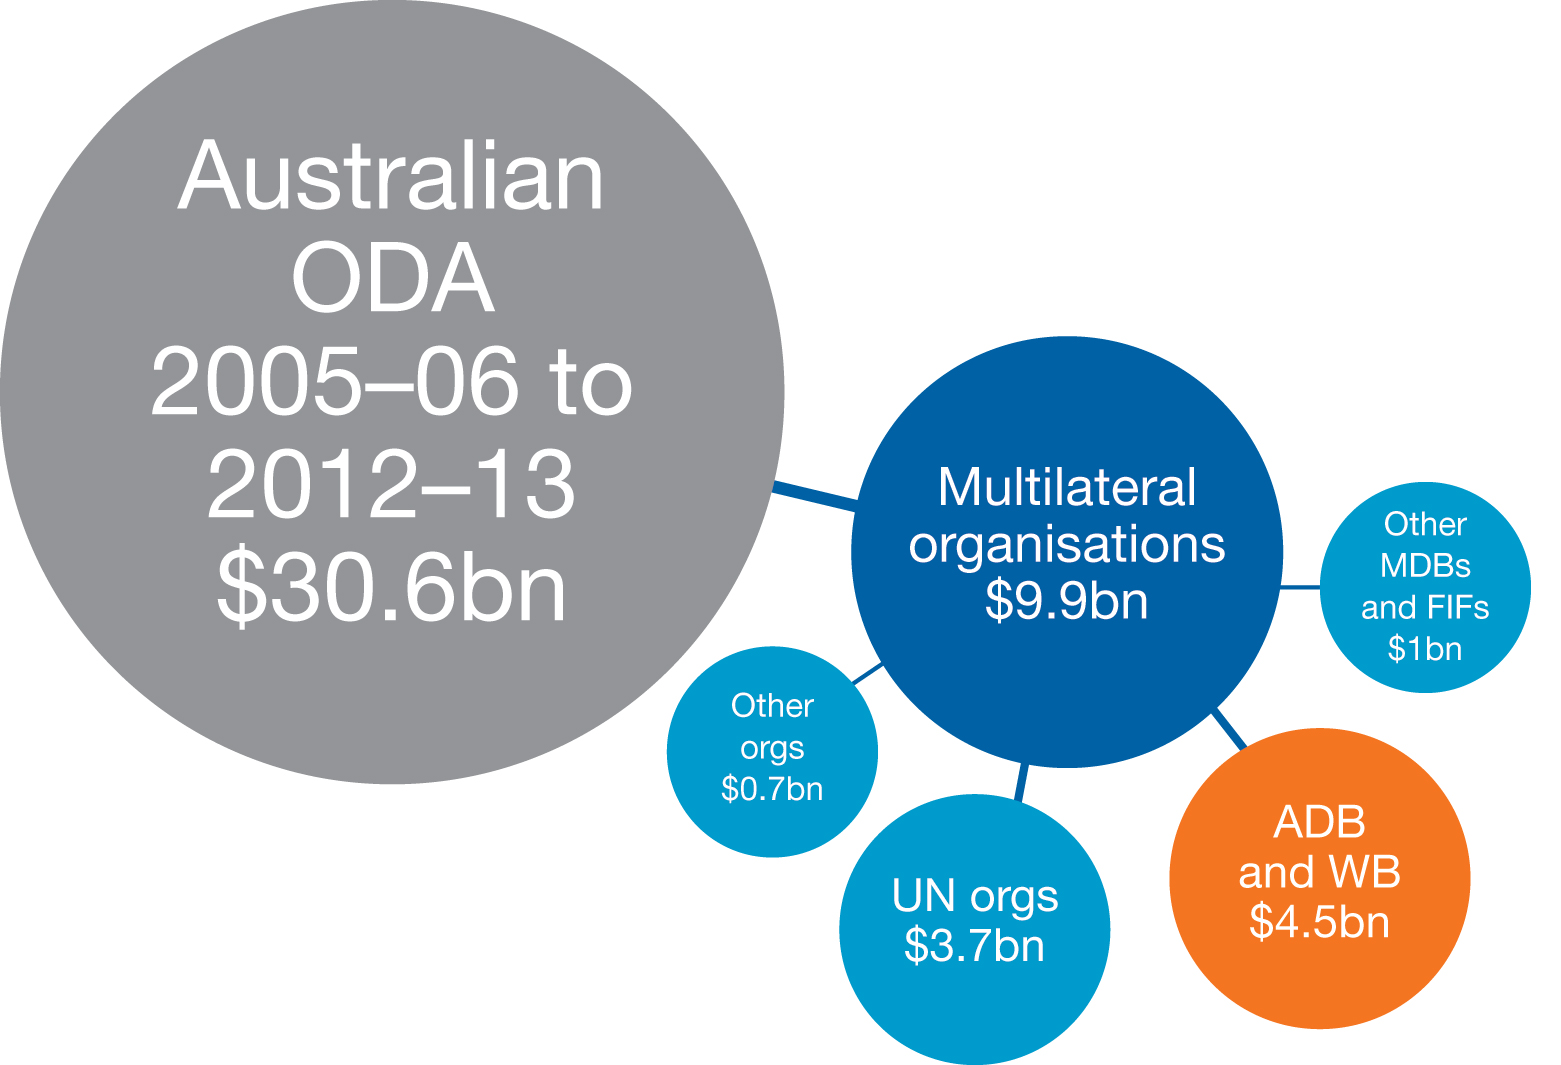 Australian
ODA
2005–06 to
2012–13
$30.6bn
Multilateral
organisations
$9.9bn
Other
MDBs
and FIFs
$1bn
Other
orgs
$0.7bn
UN orgs
$3.7bn
ADB
and WB
$4.5bn